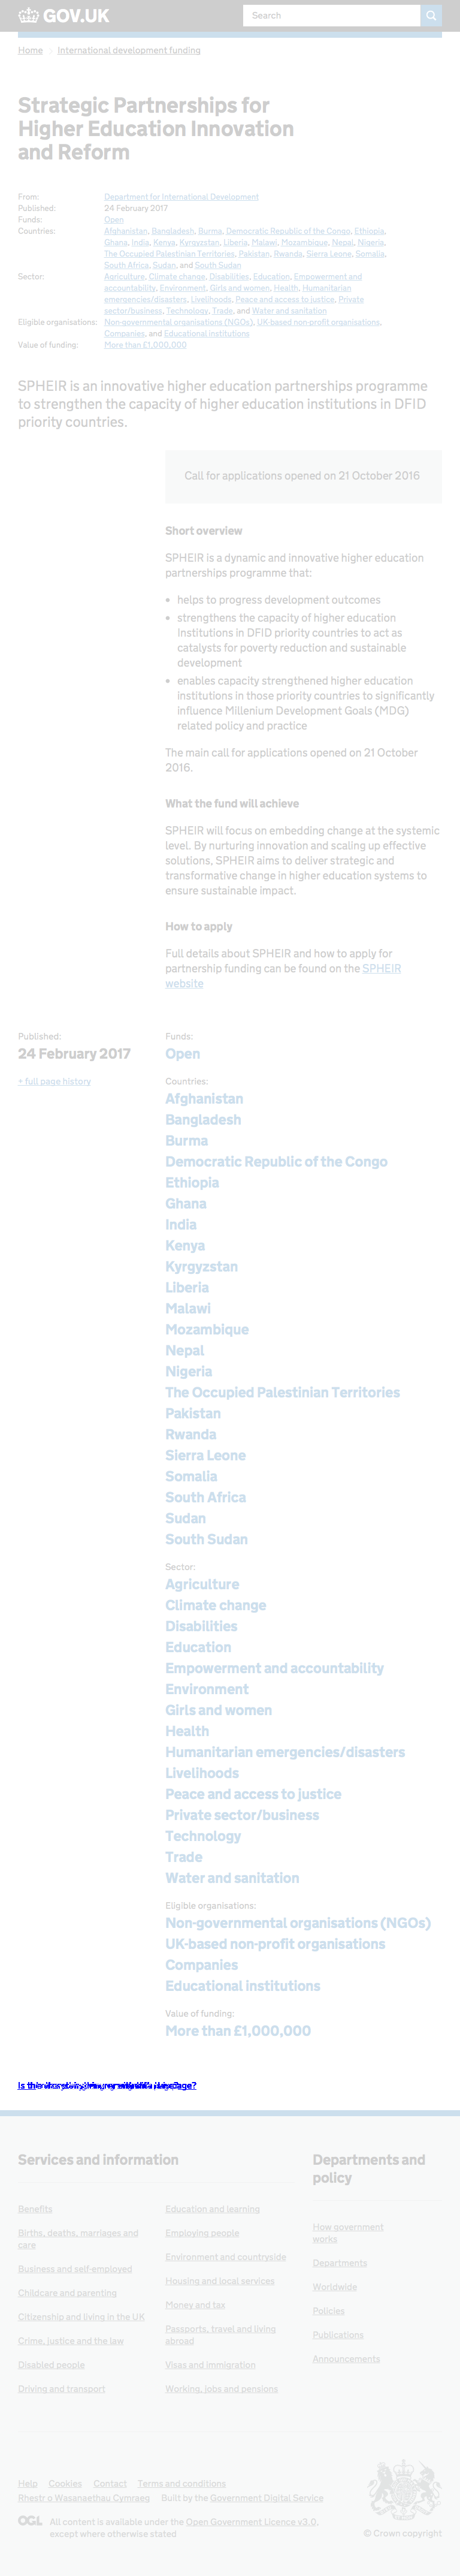 GOV.UK
Search
Home
International development funding
Strategic Partnerships for
Higher Education Innovation
and Reform
From: Department for International Development
Published: 24 February 2017
Funds: Open
Countries: Afghanistan, Bangladesh, Burma, Democratic Republic of the Congo, Ethiopia,
Ghana, India, Kenya, Kyrgyzstan, Liberia, Malawi, Mozambique, Nepal, Nigeria,
The Occupied Palestinian Territories, Pakistan, Rwanda, Sierra Leone, Somalia,
South Africa, Sudan, and South Sudan
Sector: Agriculture, Climate change, Disabilities, Education, Empowerment and
accountability, Environment, Girls and women, Health, Humanitarian
emergencies/disasters, Livelihoods, Peace and access to justice, Private
sector/business, Technology, Trade, and Water and sanitation
Eligible organisations: Non-governmental organisations (NGOs), UK-based non-profit organisations,
Companies, and Educational institutions
Value of funding: More than £1,000,000
SPHEIR is an innovative higher education partnerships programme
to strengthen the capacity of higher education institutions in DFID
priority countries.
Call for applications opened on 21 October 2016
Short overview
SPHEIR is a dynamic and innovative higher education
partnerships programme that:
• helps to progress development outcomes
• strengthens the capacity of higher education
Institutions in DFID priority countries to act as
catalysts for poverty reduction and sustainable
development
• enables capacity strengthened higher education
institutions in those priority countries to significantly
influence Millenium Development Goals (MDG)
related policy and practice
The main call for applications opened on 21 October
2016.
What the fund will achieve
SPHEIR will focus on embedding change at the systemic
level. By nurturing innovation and scaling up effective
solutions, SPHEIR aims to deliver strategic and
transformative change in higher education systems to
ensure sustainable impact.
How to apply
Full details about SPHEIR and how to apply for
partnership funding can be found on the SPHEIR
website
Published:
24 February 2017
+ full page history
Funds:
Open
Countries:
Afghanistan
Bangladesh
Burma
Democratic Republic of the Congo
Ethiopia
Ghana
India
Kenya
Kyrgyzstan
Liberia
Malawi
Mozambique
Nepal
Nigeria
The Occupied Palestinian Territories
Pakistan
Rwanda
Sierra Leone
Somalia
South Africa
Sudan
South Sudan
Sector:
Agriculture
Climate change
Disabilities
Education
Empowerment and accountability
Environment
Girls and women
Health
Humanitarian emergencies/disasters
Livelihoods
Peace and access to justice
Private sector/business
Technology
Trade
Water and sanitation
Eligible organisations:
Non-governmental organisations (NGOs)
UK-based non-profit organisations
Companies
Educational institutions
Value of funding:
More than £1,000,000
Services and information
Benefits
Births, deaths, marriages and
care
Business and self-employed
Childcare and parenting
Citizenship and living in the UK
Crime, justice and the law
Disabled people
Driving and transport
Education and learning
Employing people
Environment and countryside
Housing and local services
Money and tax
Passports, travel and living
abroad
Visas and immigration
Working, jobs and pensions
Departments and
policy
How government
works
Departments
Worldwide
Policies
Publications
Announcements
Help Cookies Contact Terms and conditions
Rhestr o Wasanaethau Cymraeg Built by the Government Digital Service
OGL All content is available under the Open Government Licence v3.0,
except where otherwise stated
© Crown copyright